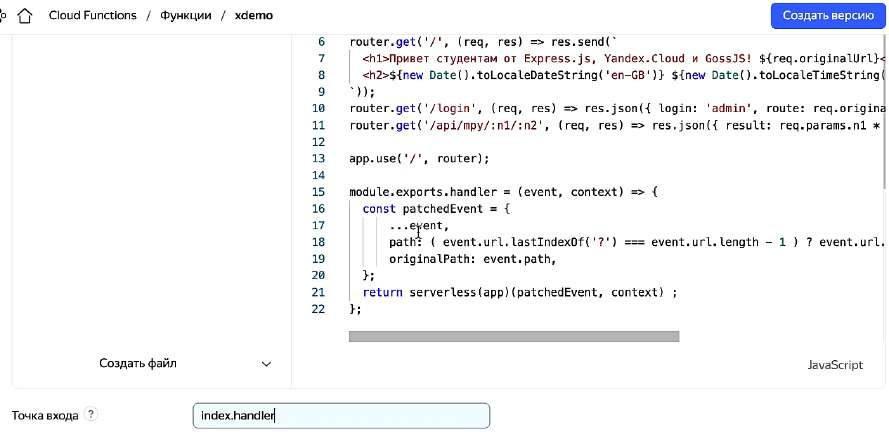 Cloud Functions / Функции / xdemo
Создать версию
6 router.get('/', (req, res) => res.send(`
7 <h1>Привет студентам от Express.js, Yandex.Cloud и GossJS! ${req.originalUrl}<
8 <h2>${new Date().toLocaleDateString('en-GB')} ${new Date().toLocaleTimeString(
9 `));
10 router.get('/login', (req, res) => res.json({ login: 'admin', route: req.origina
11 router.get('/api/mpy/:n1/:n2', (req, res) => res.json({ result: req.params.n1 *
12
13 app.use('/', router);
14
15 module.exports.handler = (event, context) => {
16 const patchedEvent = {
17 ...event,
18 path: ( event.url.lastIndexOf('?') === event.url.length - 1 ) ? event.url.
19 originalPath: event.path,
20 };
21 return serverless(app)(patchedEvent, context) ;
22 };
Создать файл
JavaScript
Точка входа ? index.handler